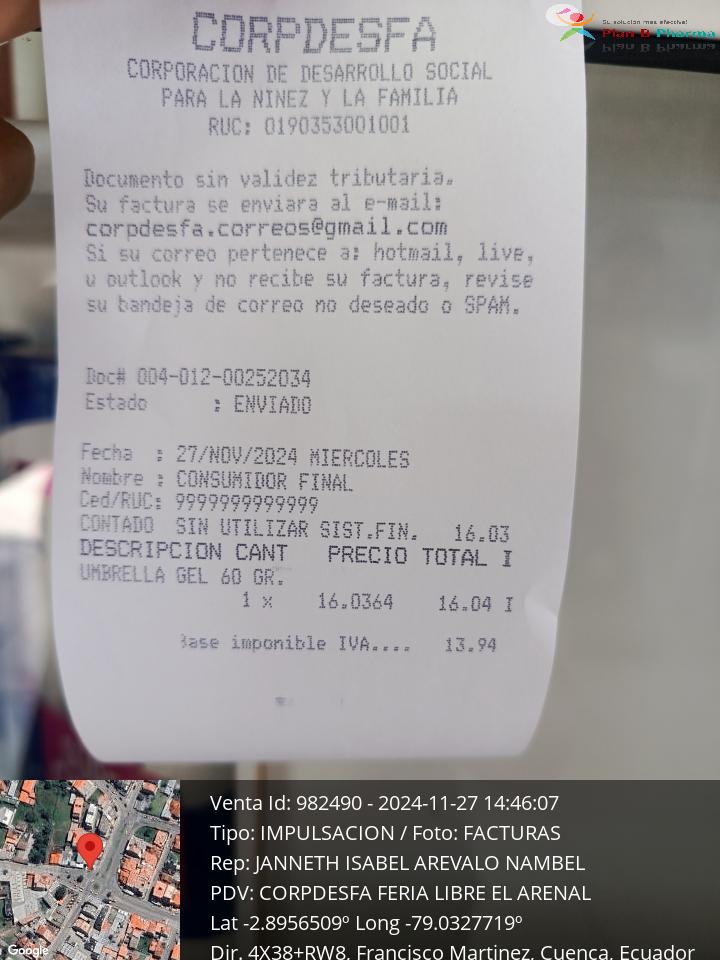 Su solución mas efectiva!
Plan B Pharma
CORPDESFA
CORPORACION DE DESARROLLO SOCIAL
PARA LA NINEZ Y LA FAMILIA
RUC: 0190353001001
Documento sin validez tributaria.
Su factura se enviara al e-mail:
corpdesfa.correos@gmail.com
Si su correo pertenece a: hotmail, live,
u outlook y no recibe su factura, revise
su bandeja de correo no deseado o SPAM.
Doc# 004-012-00252034
Estado : ENVIADO
Fecha : 27/NOV/2024 MIERCOLES
Nombre : CONSUMIDOR FINAL
Ced/RUC: 9999999999999
CONTADO SIN UTILIZAR SIST.FIN. 16.03
DESCRIPCION CANT PRECIO TOTAL I
UMBRELLA GEL 60 GR.
1 x 16.0364 16.04 I
Base imponible IVA.... 13.94
Venta Id: 982490 - 2024-11-27 14:46:07
Tipo: IMPULSACION / Foto: FACTURAS
Rep: JANNETH ISABEL AREVALO NAMBEL
PDV: CORPDESFA FERIA LIBRE EL ARENAL
Lat -2.8956509º Long -79.0327719º
Dir. 4X38+RW8, Francisco Martinez, Cuenca, Ecuador
Google